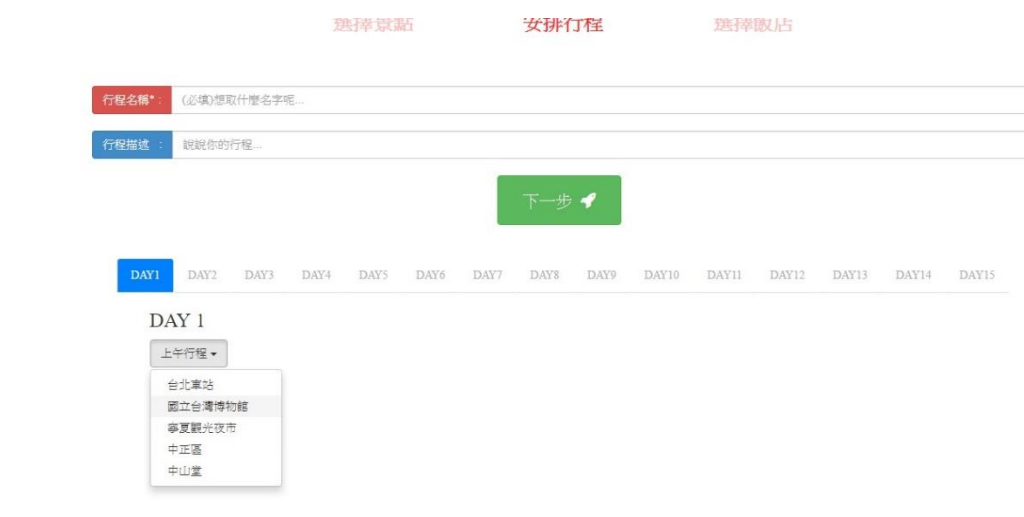 選擇景點 安排行程 選擇飯店
行程名稱* : (必填)想取什麼名字呢...
行程描述 : 說說你的行程...
下一步
DAY1 DAY2 DAY3 DAY4 DAY5 DAY6 DAY7 DAY8 DAY9 DAY10 DAY11 DAY12 DAY13 DAY14 DAY15
DAY 1
上午行程
台北車站
國立台灣博物館
寧夏觀光夜市
中正區
中山堂